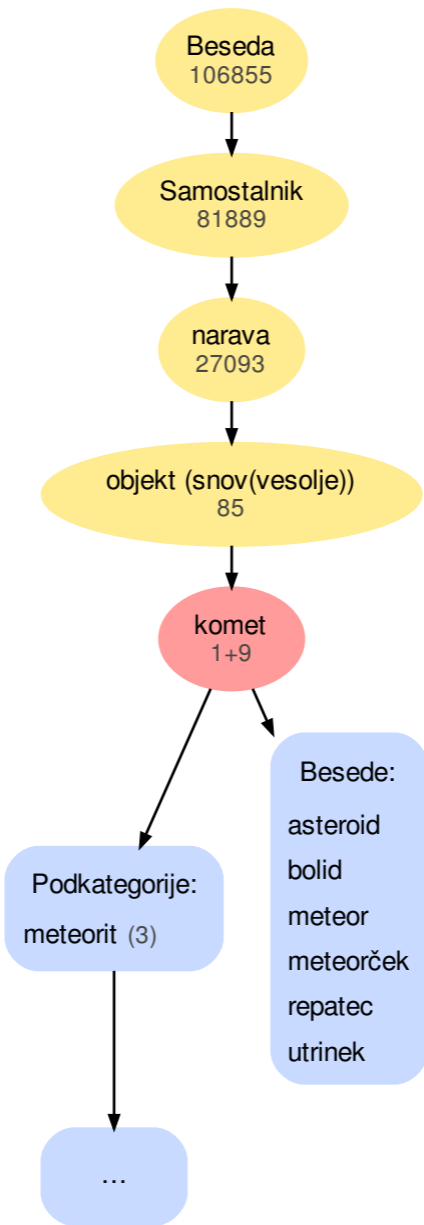 Beseda
106855
Samostalnik
81889
narava
27093
objekt (snov(vesolje))
85
komet
1+9
Besede:
asteroid
bolid
meteor
meteorček
repatec
utrinek
Podkategorije:
meteorit (3)
...